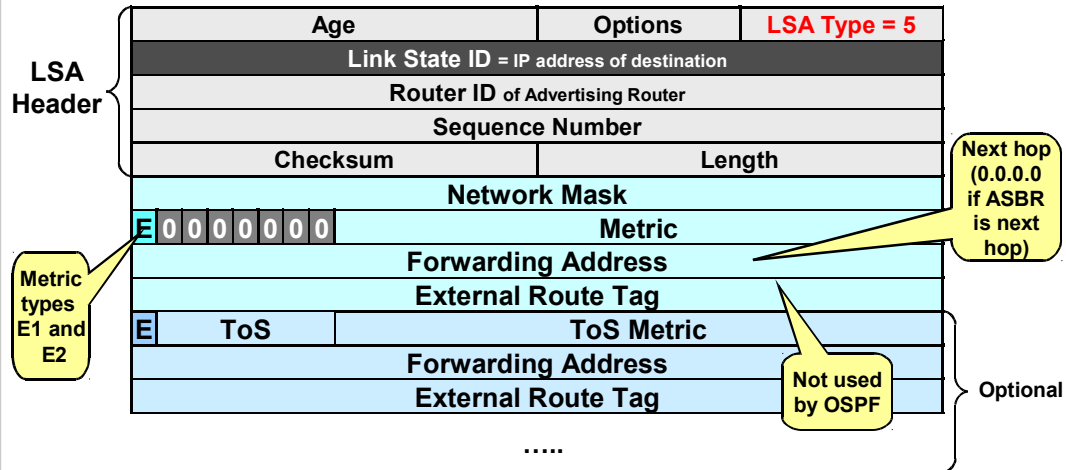 Age Options LSA Type = 5
Link State ID = IP address of destination
LSA
Header
Router ID of Advertising Router
Sequence Number
Checksum Length
Next hop
(0.0.0.0
if ASBR
is next
hop)
Network Mask
E 0 0 0 0 0 0 0 Metric
Forwarding Address
Metric
types
E1 and
E2
External Route Tag
E ToS ToS Metric
Forwarding Address
Not used
by OSPF
Optional
External Route Tag
.....